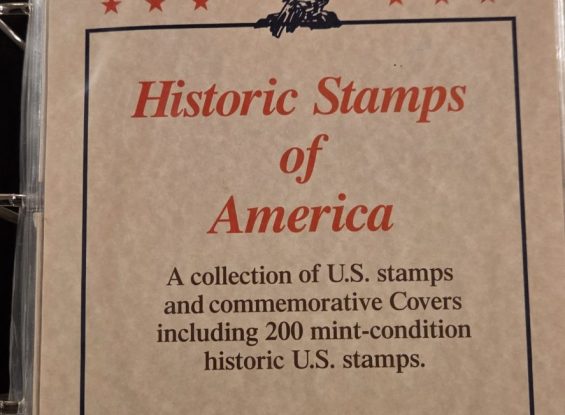 Historic Stamps
of
America
A collection of U.S. stamps
and commemorative Covers
including 200 mint-condition
historic U.S. stamps.